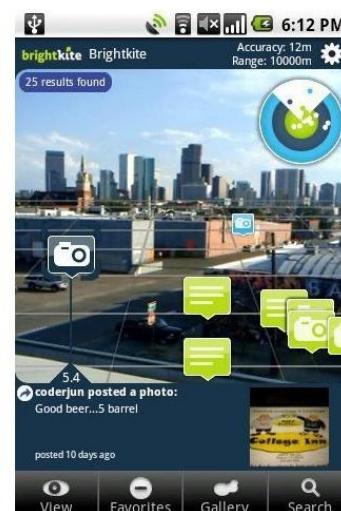 6:12 PM
brightkite Brightkite
Accuracy: 12m
Range: 10000m
25 results found
5.4
coderjun posted a photo:
Good beer...5 barrel
College Inn
posted 10 days ago
View Favorites Gallery Search